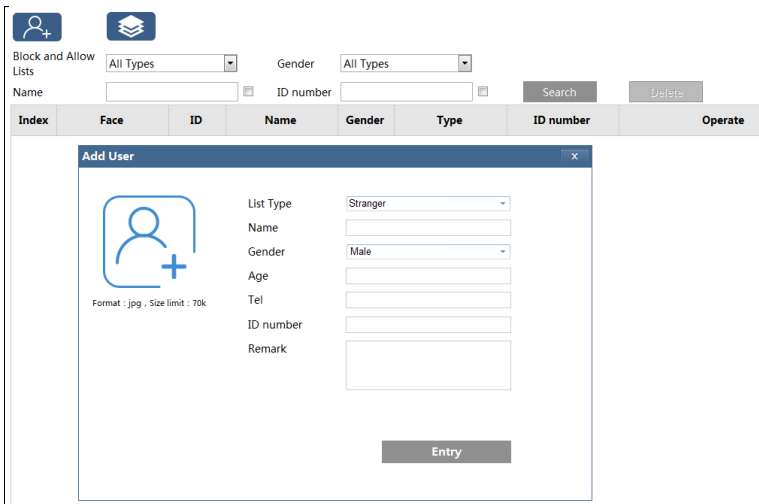 Block and Allow Lists All Types Gender All Types
Name ID number Search Delete
Index Face ID Name Gender Type ID number Operate
Add User X
List Type Stranger
Name
Gender Male
Age
Format : jpg , Size limit : 70k
Tel
ID number
Remark
Entry